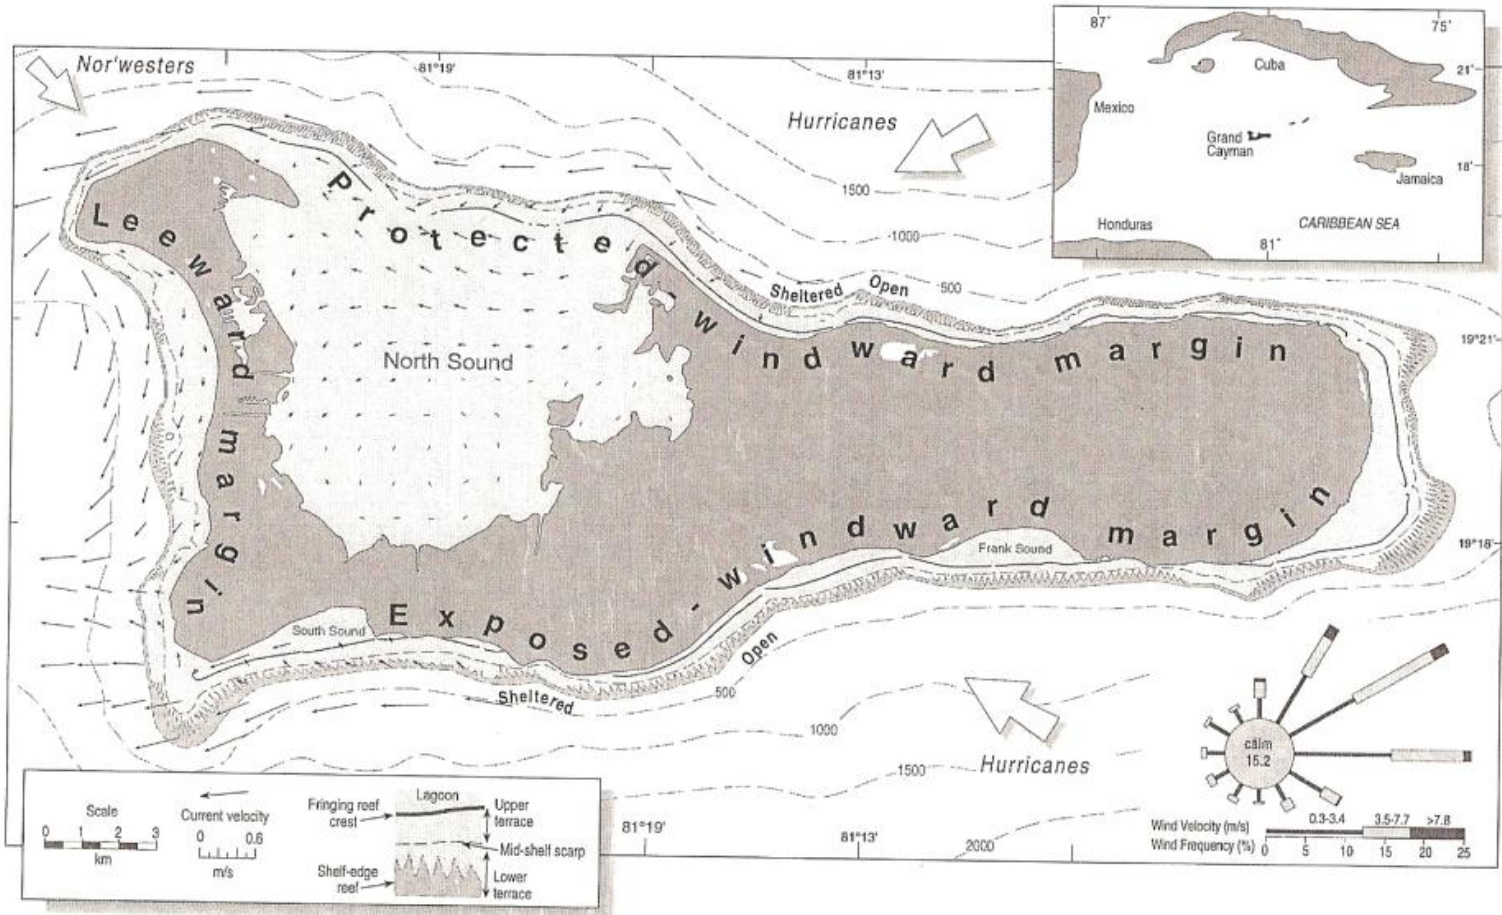 Nor'westers
81°19'
81°13'
Hurricanes
1500
1000
500
87°
75°
Cuba
21°
Mexico
Grand
Cayman
18°
Jamaica
Honduras
CARIBBEAN SEA
81°
Leeward margin
Protected-windward margin
Sheltered
Open
North Sound
19°21'
Exposed-windward margin
Frank Sound
19°18'
South Sound
Sheltered
Open
500
1000
1500
Hurricanes
2000
calm
15.2
Wind Velocity (m/s) 0.3-3.4 3.5-7.7 >7.8
Wind Frequency (%) 0 5 10 15 20 25
Scale
0 1 2 3
km
Current velocity
0 0.6
m/s
Lagoon
Fringing reef
crest
Upper
terrace
Mid-shelf scarp
Shelf-edge
reef
Lower
terrace
81°19'
81°13'